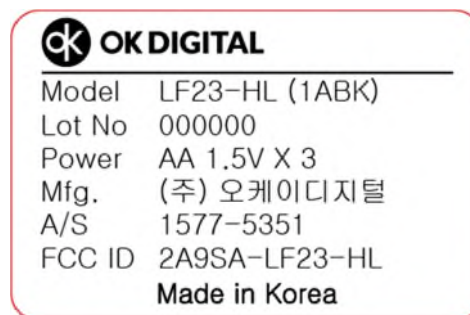 ok OK DIGITAL
Model LF23-HL (1ABK)
Lot No 000000
Power AA 1.5V X 3
Mfg. (주) 오케이디지털
A/S 1577-5351
FCC ID 2A9SA-LF23-HL
Made in Korea